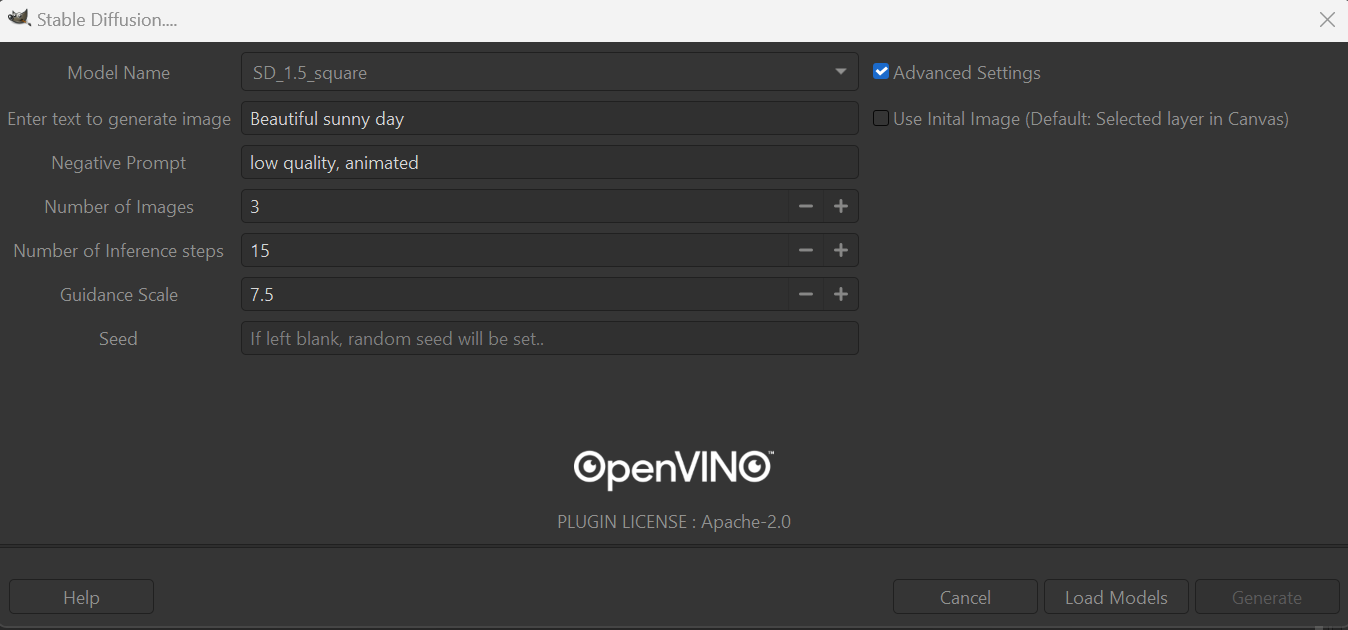 Stable Diffusion....
Model Name SD_1.5_square Advanced Settings
Enter text to generate image Beautiful sunny day Use Inital Image (Default: Selected layer in Canvas)
Negative Prompt low quality, animated
Number of Images 3
Number of Inference steps 15
Guidance Scale 7.5
Seed If left blank, random seed will be set..
OpenVINO™
PLUGIN LICENSE : Apache-2.0
Help Cancel Load Models Generate